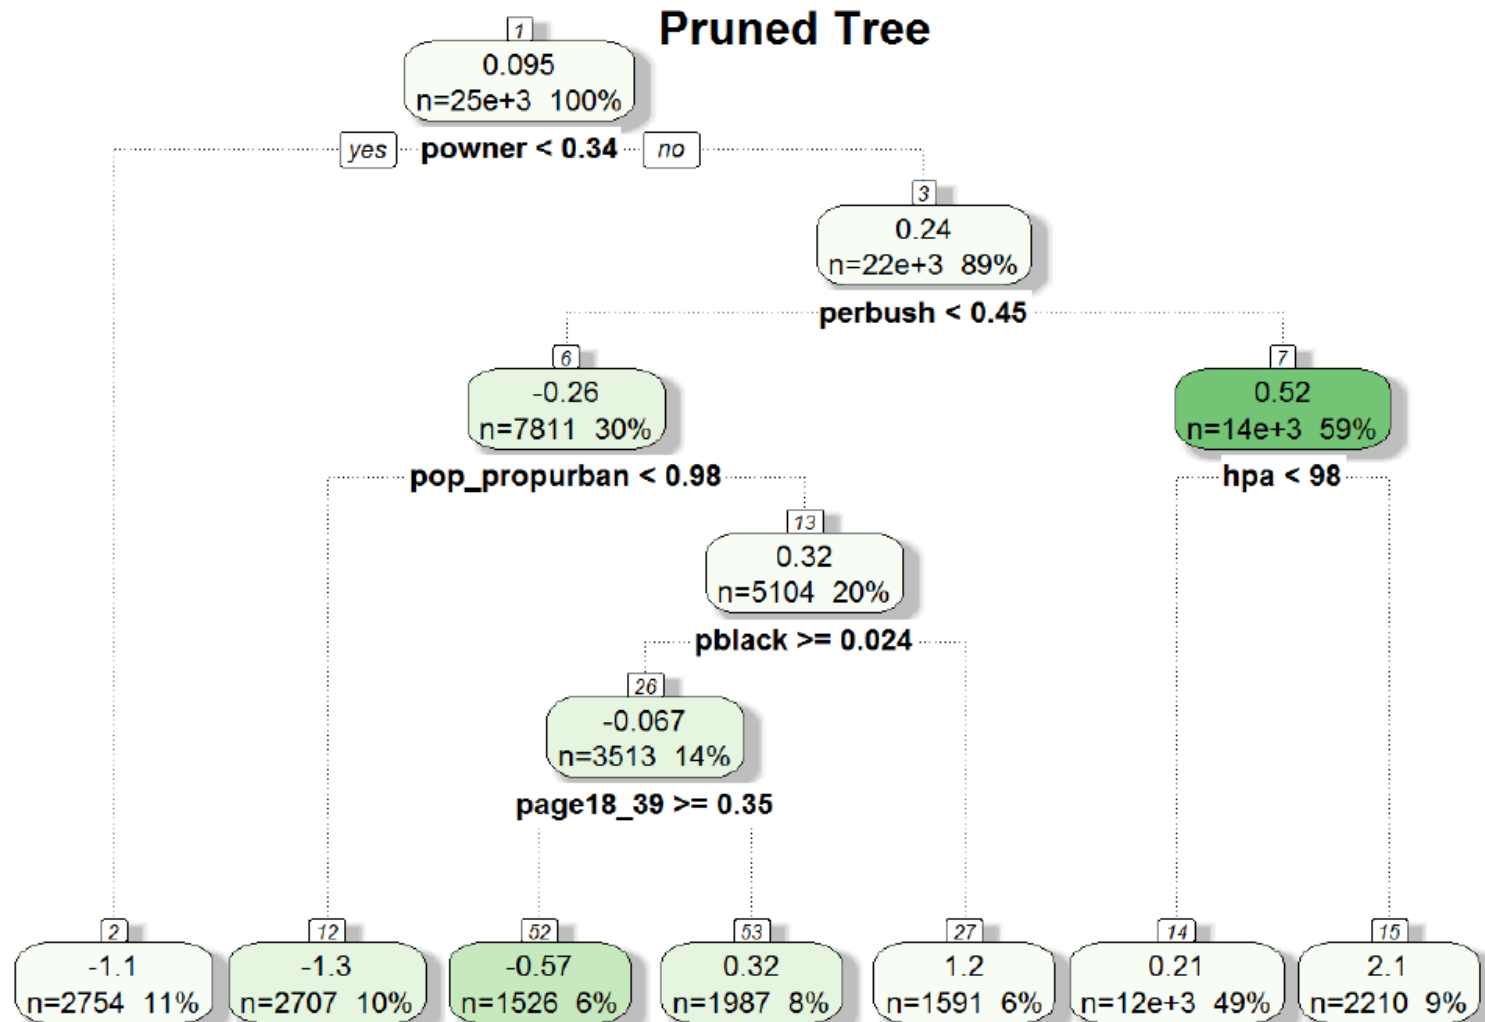 Pruned Tree
1
0.095
n=25e+3 100%
yes powner < 0.34 no
3
0.24
n=22e+3 89%
perbush < 0.45
6
-0.26
n=7811 30%
7
0.52
n=14e+3 59%
pop_propurban < 0.98
hpa < 98
13
0.32
n=5104 20%
pblack >= 0.024
26
-0.067
n=3513 14%
page18_39 >= 0.35
2
-1.1
n=2754 11%
12
-1.3
n=2707 10%
52
-0.57
n=1526 6%
53
0.32
n=1987 8%
27
1.2
n=1591 6%
14
0.21
n=12e+3 49%
15
2.1
n=2210 9%